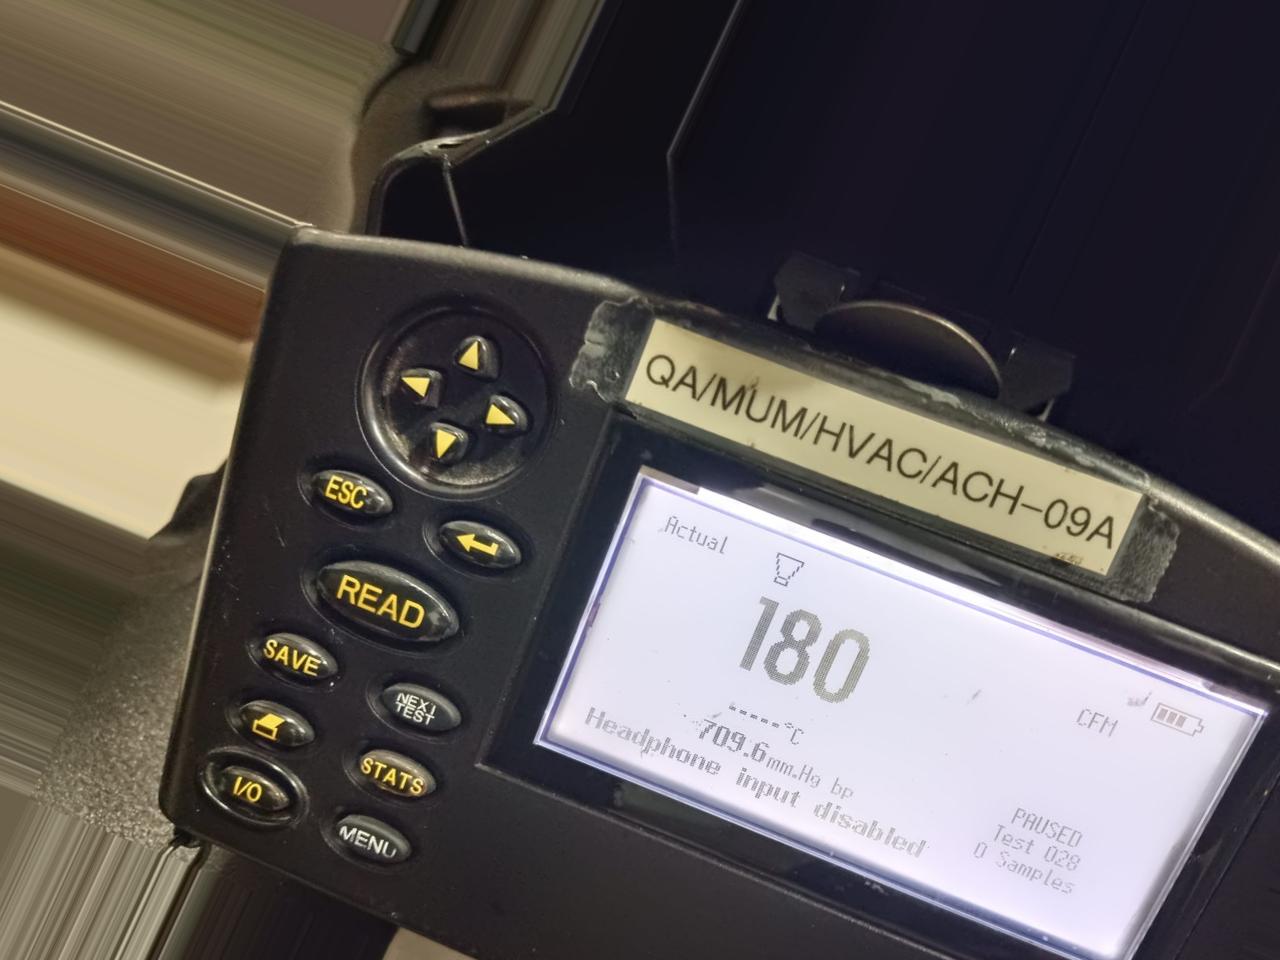 QA/MUM/HVAC/ACH-09A
ESC
READ
SAVE
NEXT
TEST
I/O
STATS
MENU
Actual
180
CFM
-----°C
709.6 mm.Hg bp
Headphone input disabled
PAUSED
Test 028
0 Samples